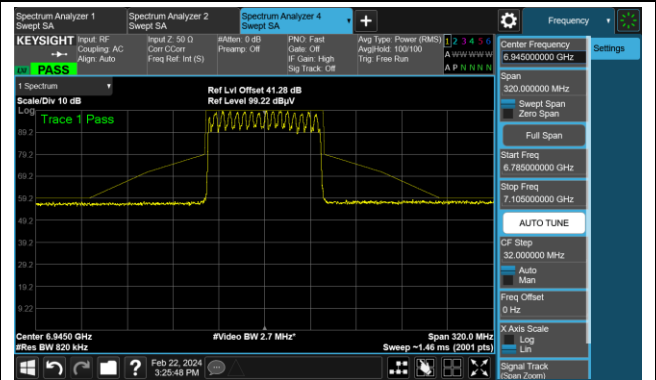 Spectrum Analyzer 1
Swept SA
Spectrum Analyzer 2
Swept SA
Spectrum Analyzer 4
Swept SA
Frequency
KEYSIGHT
Input: RF
Coupling: AC
Align: Auto
Input Z: 50 Ω
Corr CCorr
Freq Ref: Int (S)
#Atten: 0 dB
Preamp: Off
PNO: Fast
Gate: Off
IF Gain: High
Sig Track: Off
Avg Type: Power (RMS)
Avg|Hold: 100/100
Trig: Free Run
1 2 3 4 5 6
A W W W W W
A P N N N N
LXI PASS
1 Spectrum
Scale/Div 10 dB
Ref Lvl Offset 41.28 dB
Ref Level 99.22 dBµV
Log
Trace 1 Pass
89.2
79.2
69.2
59.2
49.2
39.2
29.2
19.2
9.22
Center 6.9450 GHz
#Res BW 820 kHz
#Video BW 2.7 MHz*
Span 320.0 MHz
Sweep ~1.46 ms (2001 pts)
Feb 22, 2024
3:25:48 PM
Center Frequency
6.945000000 GHz
Settings
Span
320.000000 MHz
Swept Span
Zero Span
Full Span
Start Freq
6.785000000 GHz
Stop Freq
7.105000000 GHz
AUTO TUNE
CF Step
32.000000 MHz
Auto
Man
Freq Offset
0 Hz
X Axis Scale
Log
Lin
Signal Track
(Span Zoom)